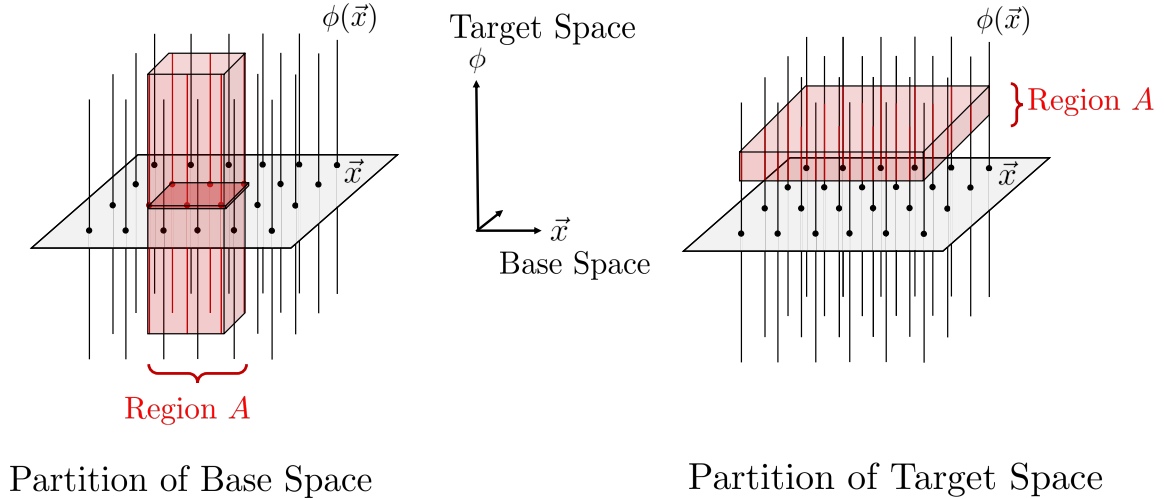 ϕ(x⃗)
x⃗
Region A
Partition of Base Space
Target Space
ϕ
x⃗
Base Space
ϕ(x⃗)
Region A
x⃗
Partition of Target Space